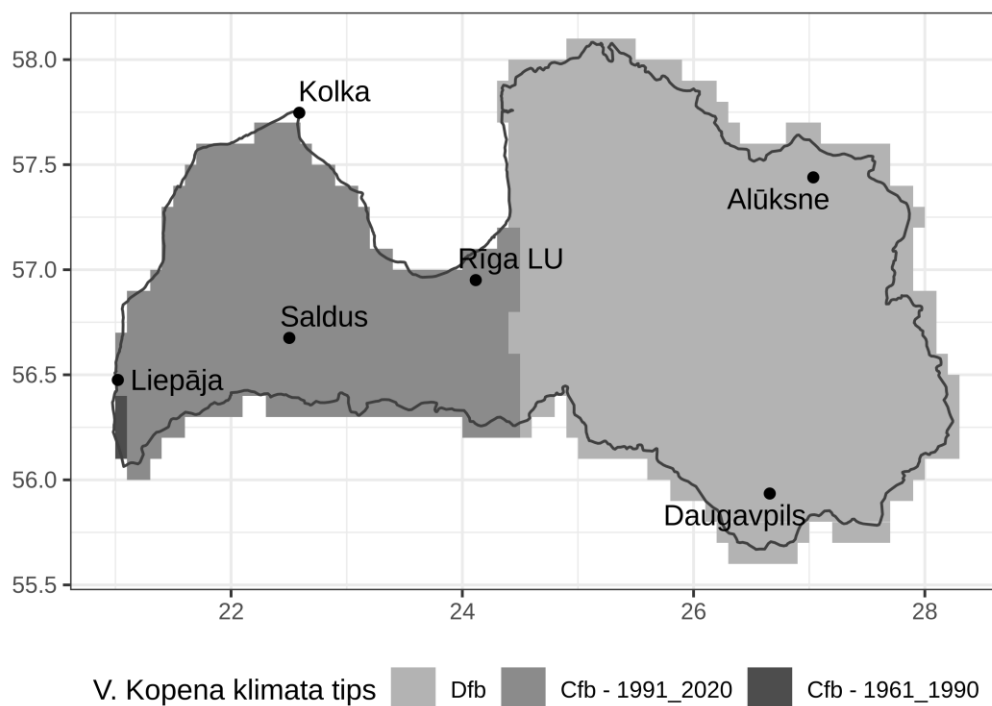 58.0
Kolka
57.5
Alūksne
57.0
Rīga LU
Saldus
56.5
Liepāja
56.0
Daugavpils
55.5
22 24 26 28
V. Kopena klimata tips Dfb Cfb - 1991_2020 Cfb - 1961_1990